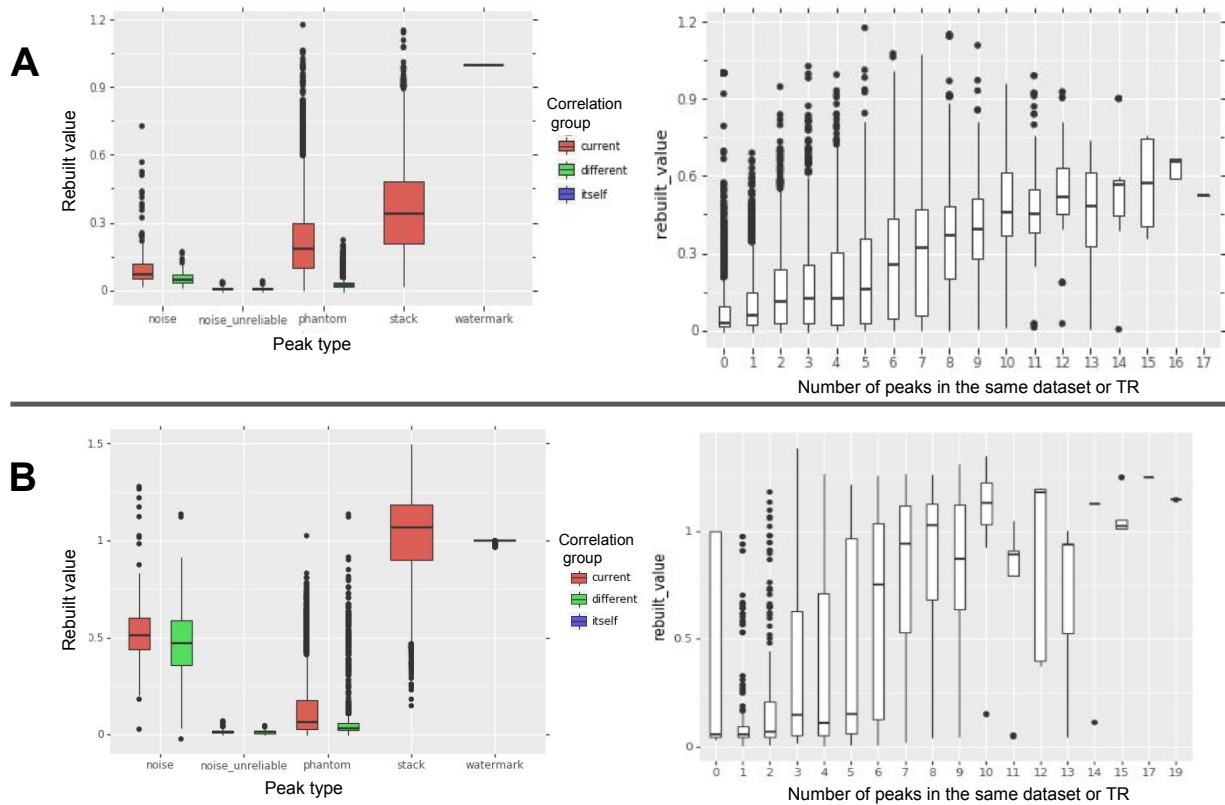 A
1.2
0.9
0.6
0.3
0
Rebuilt value
noise
noise_unreliable
phantom
stack
watermark
Peak type
Correlation
group
current
different
itself
1.2
0.9
0.6
0.3
0
rebuilt_value
0 1 2 3 4 5 6 7 8 9 10 11 12 13 14 15 16 17
Number of peaks in the same dataset or TR
B
1.5
1
0.5
0
Rebuilt value
noise
noise_unreliable
phantom
stack
watermark
Peak type
Correlation
group
current
different
itself
1
0.5
0
rebuilt_value
0 1 2 3 4 5 6 7 8 9 10 11 12 13 14 15 17 19
Number of peaks in the same dataset or TR